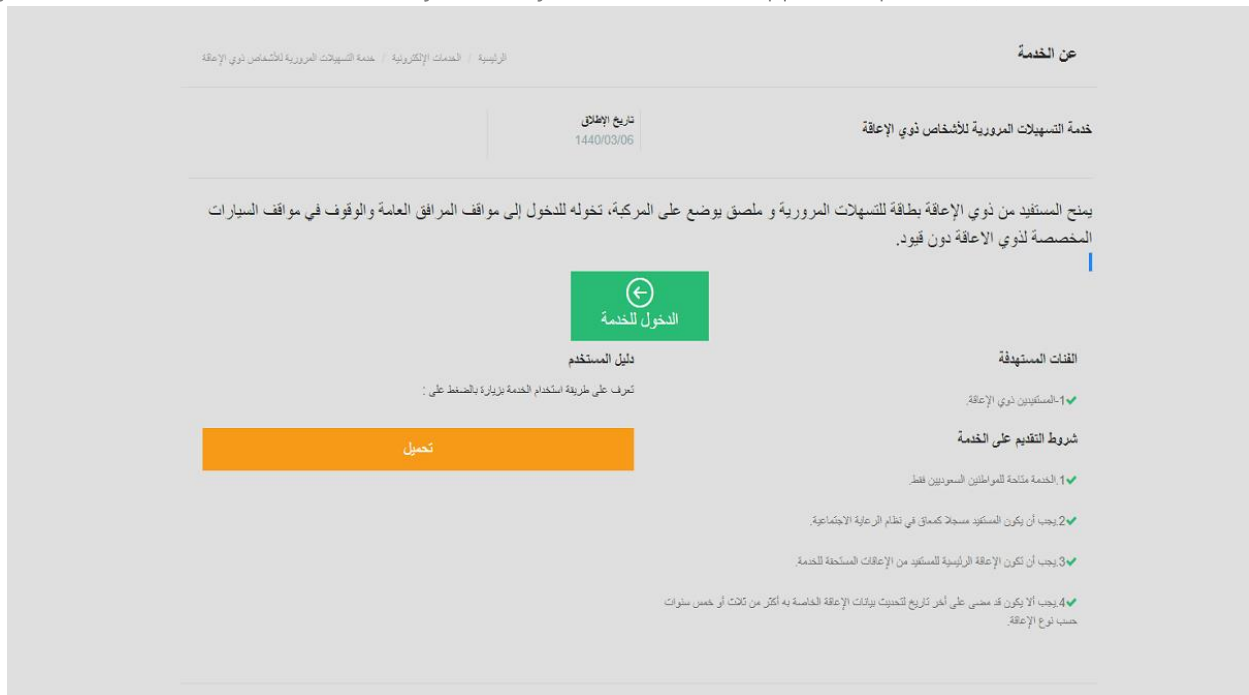 عن الخدمة
الرئيسية / الخدمات الإلكترونية / خدمة التسهيلات المرورية للأشخاص ذوي الإعاقة
خدمة التسهيلات المرورية للأشخاص ذوي الإعاقة
تاريخ الإطلاق
1440/03/06
يمنح المستفيد من ذوي الإعاقة بطاقة للتسهلات المرورية و ملصق يوضع على المركبة، تخوله للدخول إلى مواقف المرافق العامة والوقوف في مواقف السيارات
المخصصة لذوي الاعاقة دون قيود.
الدخول للخدمة
الفئات المستهدفة
1-المستفيدين ذوي الإعاقة.
شروط التقديم على الخدمة
1.الخدمة متاحة للمواطنين السعوديين فقط.
2.يجب أن يكون المستفيد مسجلا كمعاق في نظام الرعاية الاجتماعية.
3.يجب أن تكون الإعاقة الرئيسية للمستفيد من الإعاقات المستحقة للخدمة.
4.يجب ألا يكون قد مضى على أخر تاريخ لتحديث بيانات الإعاقة الخاصة به أكثر من ثلاث أو خمس سنوات
حسب نوع الإعاقة.
دليل المستخدم
تعرف على طريقة استخدام الخدمة بزيارة بالضغط على :
تحميل